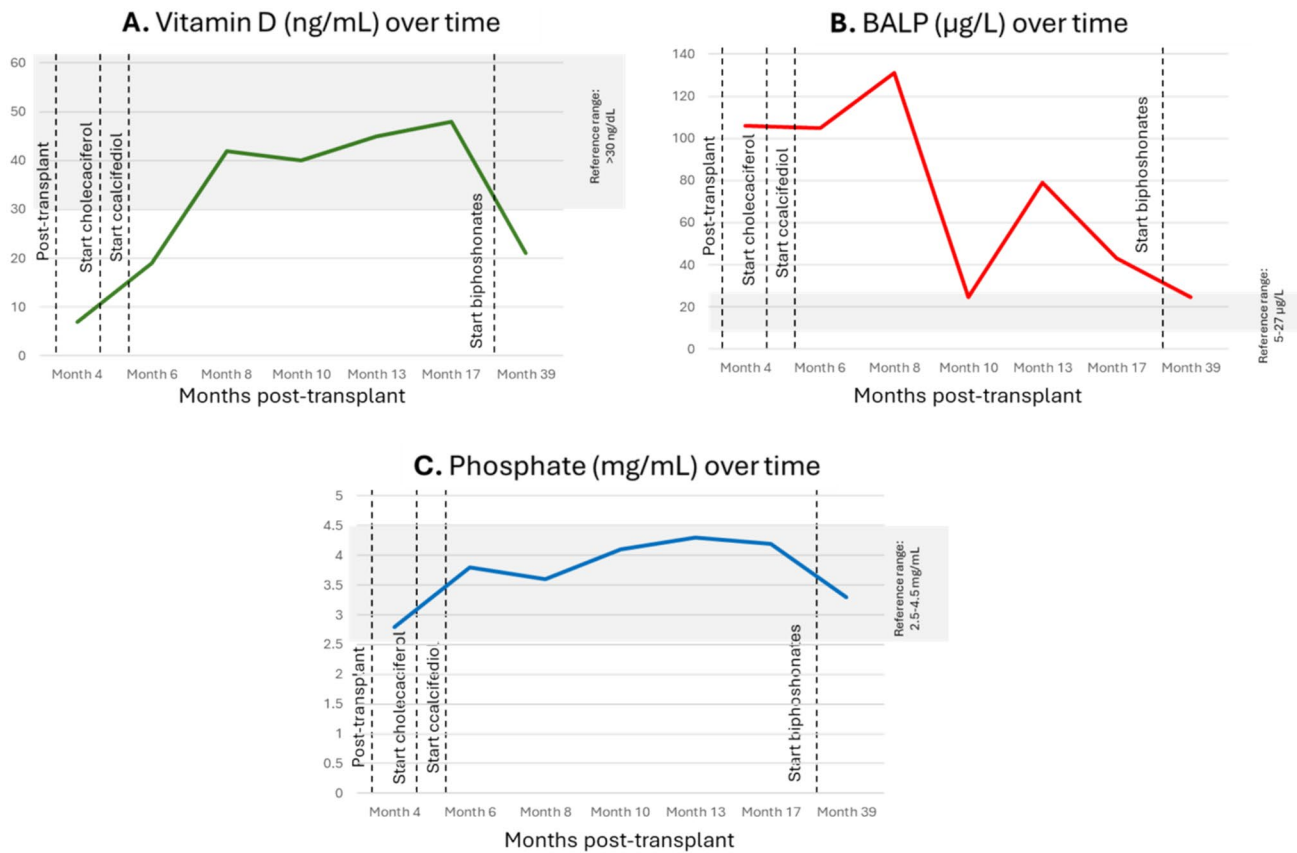 A. Vitamin D (ng/mL) over time
60
50
40
30
20
10
0
Post-transplant
Start cholecaciferol
Start ccalcifediol
Start biphoshonates
Reference range:
>30 ng/dL
Month 4 Month 6 Month 8 Month 10 Month 13 Month 17 Month 39
Months post-transplant
B. BALP (µg/L) over time
140
120
100
80
60
40
20
0
Post-transplant
Start cholecaciferol
Start ccalcifediol
Start biphoshonates
Reference range:
5-27 µg/L
Month 4 Month 6 Month 8 Month 10 Month 13 Month 17 Month 39
Months post-transplant
C. Phosphate (mg/mL) over time
5
4.5
4
3.5
3
2.5
2
1.5
1
0.5
0
Post-transplant
Start cholecaciferol
Start ccalcifediol
Start biphoshonates
Reference range:
2.5-4.5 mg/mL
Month 4 Month 6 Month 8 Month 10 Month 13 Month 17 Month 39
Months post-transplant